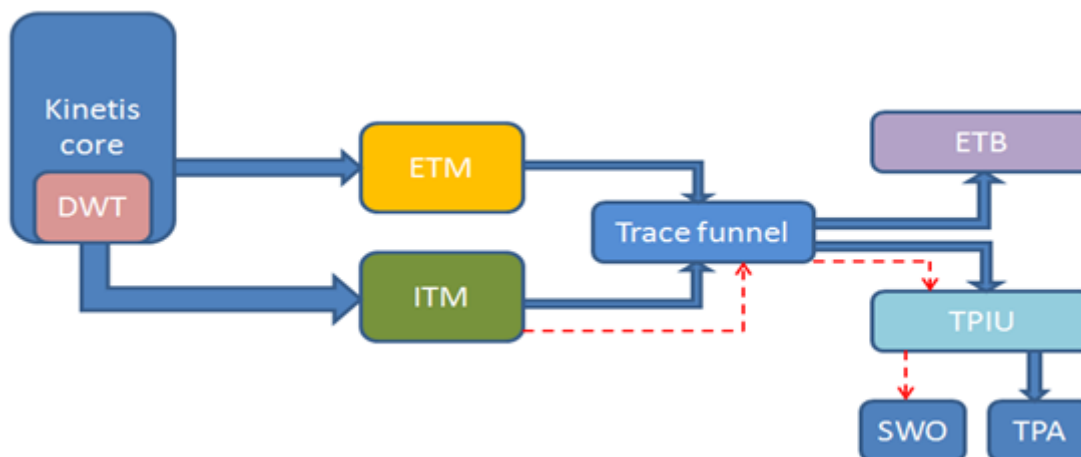 Kinetis
core
DWT
ETM
ITM
Trace funnel
ETB
TPIU
SWO
TPA